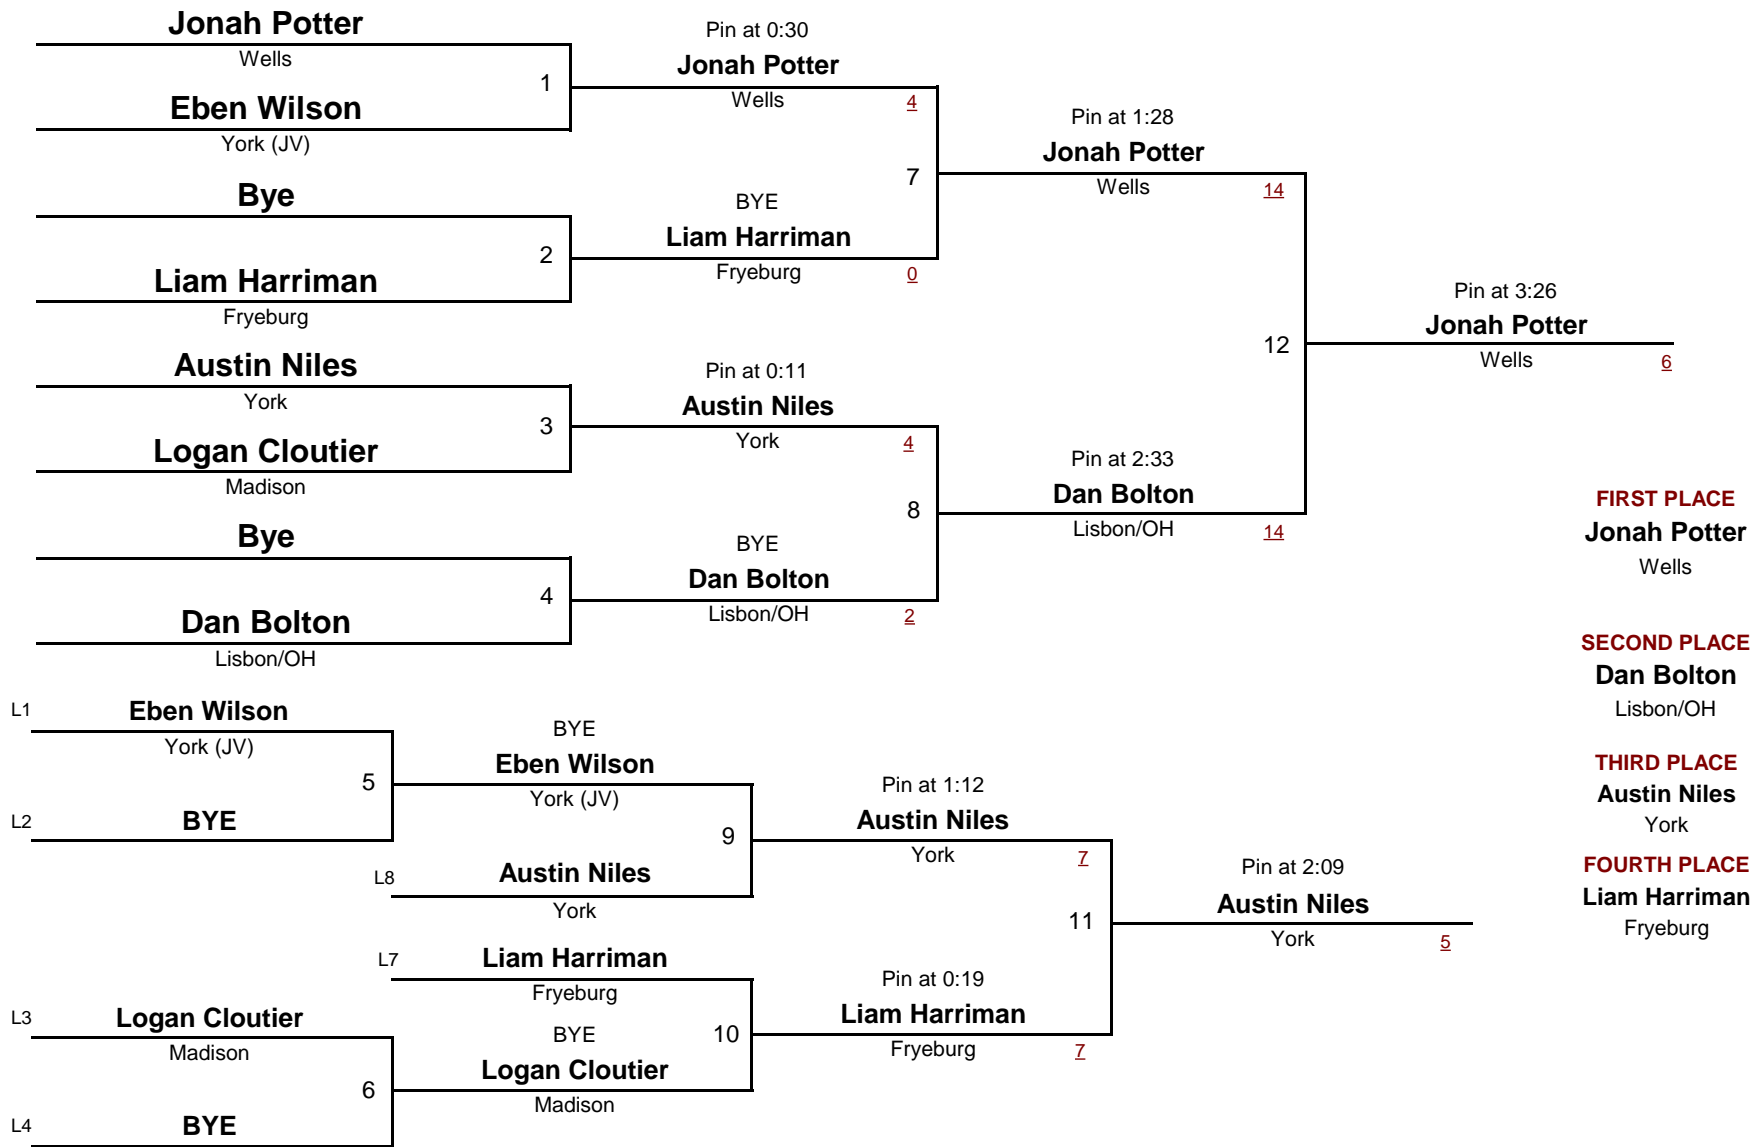 Jonah Potter
Wells
1
Eben Wilson
York (JV)
Bye
2
Liam Harriman
Fryeburg
Austin Niles
York
3
Logan Cloutier
Madison
Bye
4
Dan Bolton
Lisbon/OH
Pin at 0:30
Jonah Potter
Wells
4
7
BYE
Liam Harriman
Fryeburg
0
Pin at 0:11
Austin Niles
York
4
8
BYE
Dan Bolton
Lisbon/OH
2
Pin at 1:28
Jonah Potter
Wells
14
12
Pin at 2:33
Dan Bolton
Lisbon/OH
14
Pin at 3:26
Jonah Potter
Wells
6
FIRST PLACE
Jonah Potter
Wells
SECOND PLACE
Dan Bolton
Lisbon/OH
THIRD PLACE
Austin Niles
York
FOURTH PLACE
Liam Harriman
Fryeburg
L1
Eben Wilson
York (JV)
5
L2
BYE
BYE
Eben Wilson
York (JV)
9
L8
Austin Niles
York
L7
Liam Harriman
Fryeburg
10
L3
Logan Cloutier
Madison
6
L4
BYE
BYE
Logan Cloutier
Madison
Pin at 1:12
Austin Niles
York
7
11
Pin at 0:19
Liam Harriman
Fryeburg
7
Pin at 2:09
Austin Niles
York
5